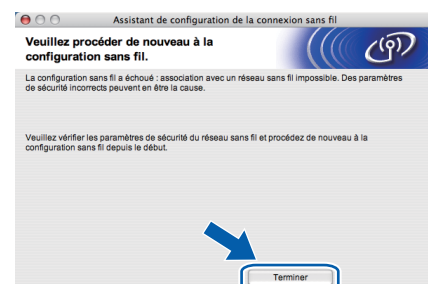 Assistant de configuration de la connexion sans fil
Veuillez procéder de nouveau à la
configuration sans fil.
La configuration sans fil a échoué : association avec un réseau sans fil impossible. Des paramètres
de sécurité incorrects peuvent en être la cause.
Veuillez vérifier les paramètres de sécurité du réseau sans fil et procédez de nouveau à la
configuration sans fil depuis le début.
Terminer